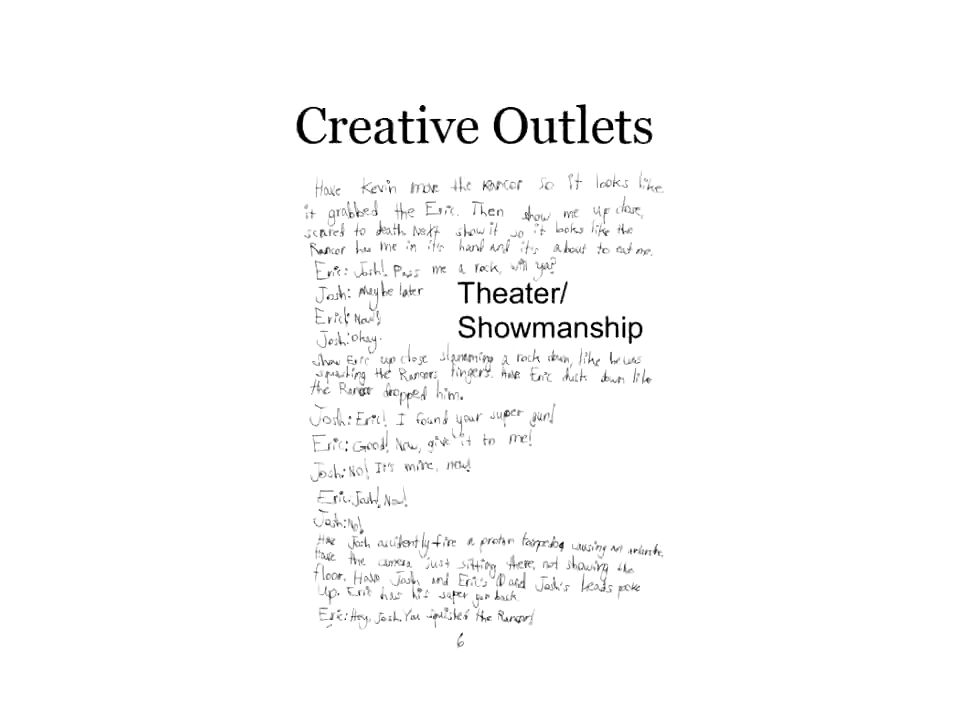 Creative Outlets
Have Kevin move the Rancor so it looks like
it grabbed the Eric. Then show me up close,
scared to death. Next show it so it looks like the
Rancor has me in it's hand and it's about to eat me.
Eric: Josh! Pass me a rock, will ya?
Josh: Maybe later
Theater/
Eric: Now!
Showmanship
Josh: Okay.
Show Eric up close slamming a rock down, like he was
squashing the Rancors fingers. Have Eric duck down like
the Rancor dropped him.
Josh: Eric! I found your super gun!
Eric: Good! Now, give it to me!
Josh: No! It's mine, now!
Eric: Josh! Now!
Josh: No!
Have Josh accidently fire a proton torpedo, causing an
Have the camera just sitting there, not showing the
floor. Have Josh and Eric's and Josh's heads poke
Up. Eric has his super gun back
Eric: Hey, Josh. You squished the Rancor!
6